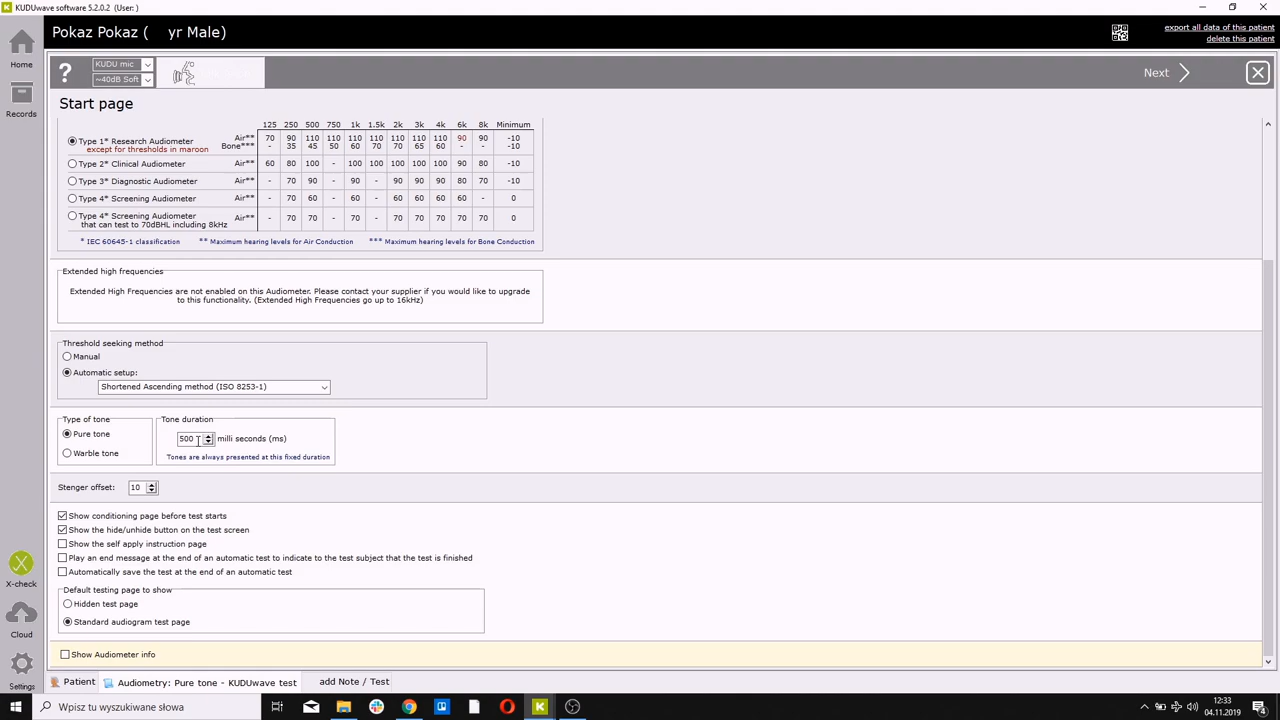 KUDUwave software 5.2.0.2 (User: )
Pokaz Pokaz ( yr Male)
export all data of this patient
delete this patient
Home
Records
X-check
Cloud
Settings
?
KUDU mic
~40dB Soft
Next
Start page
125 250 500 750 1k 1.5k 2k 3k 4k 6k 8k Minimum
Type 1* Research Audiometer Air** 70 90 110 110 110 110 110 110 110 90 90 -10
except for thresholds in maroon Bone*** - 35 45 50 60 70 70 65 60 - - -10
Type 2* Clinical Audiometer Air** 60 80 100 - 100 100 100 100 100 90 80 -10
Type 3* Diagnostic Audiometer Air** - 70 90 - 90 - 90 90 90 80 70 -10
Type 4* Screening Audiometer Air** - 70 60 - 60 - 60 60 60 60 - 0
Type 4* Screening Audiometer
that can test to 70dBHL including 8kHz Air** - 70 70 - 70 - 70 70 70 70 70 0
* IEC 60645-1 classification ** Maximum hearing levels for Air Conduction *** Maximum hearing levels for Bone Conduction
Extended high frequencies
Extended High Frequencies are not enabled on this Audiometer. Please contact your supplier if you would like to upgrade
to this functionality. (Extended High Frequencies go up to 16kHz)
Threshold seeking method
Manual
Automatic setup:
Shortened Ascending method (ISO 8253-1)
Type of tone
Pure tone
Warble tone
Tone duration
500 milli seconds (ms)
Tones are always presented at this fixed duration
Stenger offset: 10
Show conditioning page before test starts
Show the hide/unhide button on the test screen
Show the self apply instruction page
Play an end message at the end of an automatic test to indicate to the test subject that the test is finished
Automatically save the test at the end of an automatic test
Default testing page to show
Hidden test page
Standard audiogram test page
Show Audiometer info
Patient
Audiometry: Pure tone - KUDUwave test
add Note / Test
Wpisz tu wyszukiwane słowo
12:33
04.11.2019
4